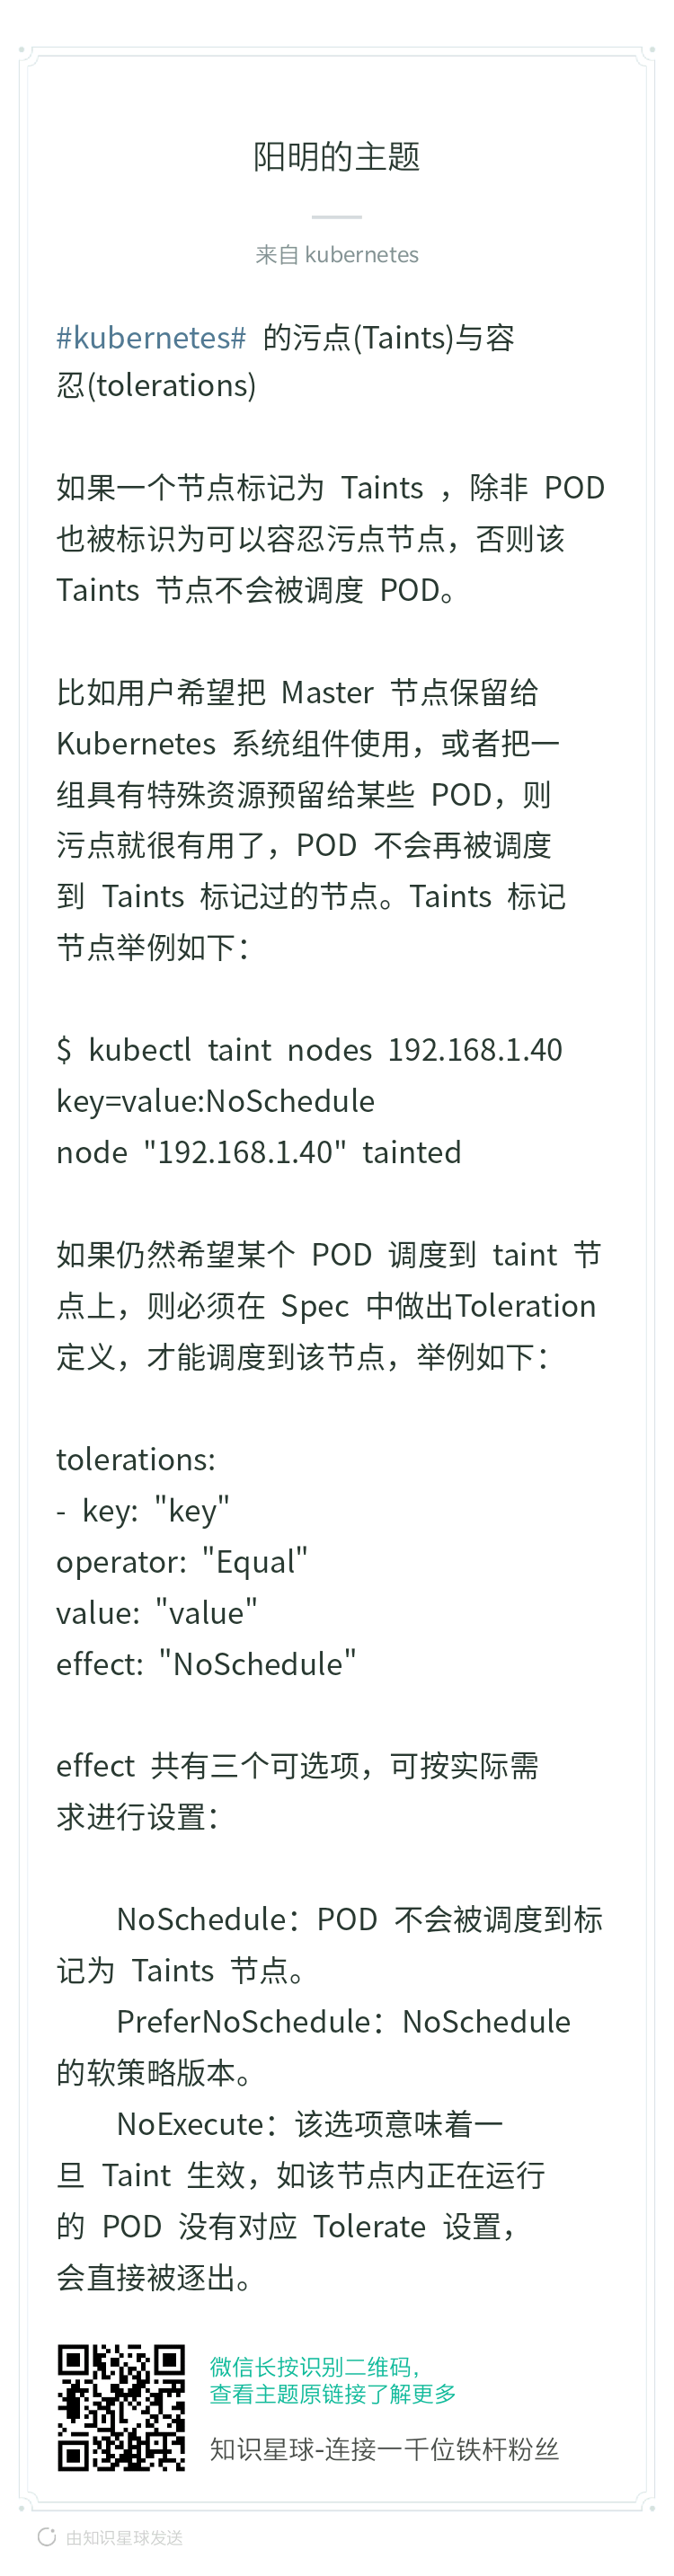 阳明的主题
来自 kubernetes
#kubernetes# 的污点(Taints)与容
忍(tolerations)
如果一个节点标记为 Taints ，除非 POD
也被标识为可以容忍污点节点，否则该
Taints 节点不会被调度 POD。
比如用户希望把 Master 节点保留给
Kubernetes 系统组件使用，或者把一
组具有特殊资源预留给某些 POD，则
污点就很有用了，POD 不会再被调度
到 Taints 标记过的节点。Taints 标记
节点举例如下：
$ kubectl taint nodes 192.168.1.40
key=value:NoSchedule
node "192.168.1.40" tainted
如果仍然希望某个 POD 调度到 taint 节
点上，则必须在 Spec 中做出Toleration
定义，才能调度到该节点，举例如下：
tolerations:
- key: "key"
operator: "Equal"
value: "value"
effect: "NoSchedule"
effect 共有三个可选项，可按实际需
求进行设置：
NoSchedule：POD 不会被调度到标
记为 Taints 节点。
PreferNoSchedule：NoSchedule
的软策略版本。
NoExecute：该选项意味着一
旦 Taint 生效，如该节点内正在运行
的 POD 没有对应 Tolerate 设置，
会直接被逐出。
微信长按识别二维码，
查看主题原链接了解更多
知识星球-连接一千位铁杆粉丝
由知识星球发送